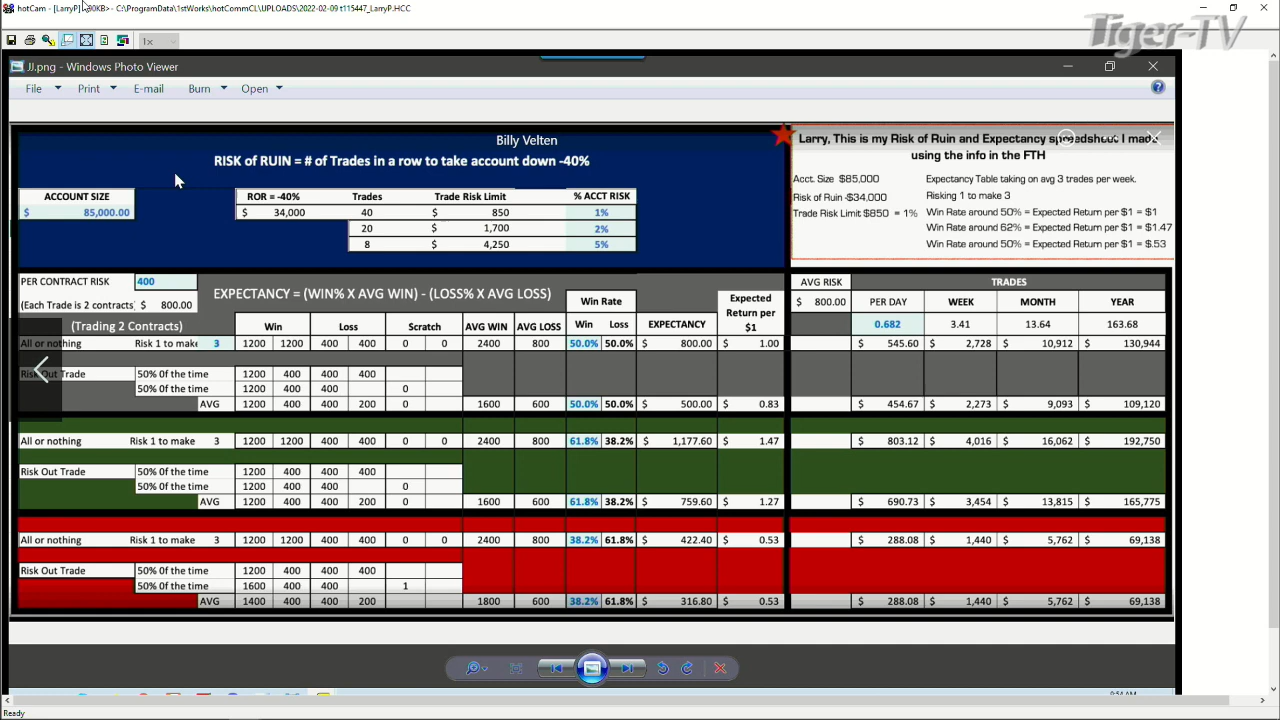 hotCam - [LarryP] <80KB> - C:\ProgramData\1stWorks\hotCommCL\UPLOADS\2022-02-09 t115447_LarryP.HCC
Tiger-TV
1x
JJ.png - Windows Photo Viewer
File Print E-mail Burn Open
Billy Velten
RISK of RUIN = # of Trades in a row to take account down -40%
ACCOUNT SIZE ROR = -40% Trades Trade Risk Limit % ACCT RISK
$ 85,000.00 $ 34,000 40 $ 850 1%
20 $ 1,700 2%
8 $ 4,250 5%
Larry, This is my Risk of Ruin and Expectancy spreadsheet I made
using the info in the FTH
Acct. Size $85,000 Expectancy Table taking on avg 3 trades per week.
Risk of Ruin -$34,000 Risking 1 to make 3
Trade Risk Limit $850 = 1% Win Rate around 50% = Expected Return per $1 = $1
Win Rate around 62% = Expected Return per $1 = $1.47
Win Rate around 50% = Expected Return per $1 = $.53
PER CONTRACT RISK 400 AVG RISK TRADES
(Each Trade is 2 contracts) $ 800.00 EXPECTANCY = (WIN% X AVG WIN) - (LOSS% X AVG LOSS) Win Rate Expected Return per $1 $ 800.00 PER DAY WEEK MONTH YEAR
(Trading 2 Contracts) Win Loss Scratch AVG WIN AVG LOSS Win Loss EXPECTANCY 0.682 3.41 13.64 163.68
All or nothing Risk 1 to make 3 1200 1200 400 400 0 0 2400 800 50.0% 50.0% $ 800.00 $ 1.00 $ 545.60 $ 2,728 $ 10,912 $ 130,944
Risk Out Trade 50% 0f the time 1200 400 400 400
50% 0f the time 1200 400 400 0
AVG 1200 400 400 200 0 1600 600 50.0% 50.0% $ 500.00 $ 0.83 $ 454.67 $ 2,273 $ 9,093 $ 109,120
All or nothing Risk 1 to make 3 1200 1200 400 400 0 0 2400 800 61.8% 38.2% $ 1,177.60 $ 1.47 $ 803.12 $ 4,016 $ 16,062 $ 192,750
Risk Out Trade 50% 0f the time 1200 400 400 400
50% 0f the time 1200 400 400 0
AVG 1200 400 400 200 0 1600 600 61.8% 38.2% $ 759.60 $ 1.27 $ 690.73 $ 3,454 $ 13,815 $ 165,775
All or nothing Risk 1 to make 3 1200 1200 400 400 0 0 2400 800 38.2% 61.8% $ 422.40 $ 0.53 $ 288.08 $ 1,440 $ 5,762 $ 69,138
Risk Out Trade 50% 0f the time 1200 400 400 400
50% 0f the time 1600 400 400 1
AVG 1400 400 400 200 1800 600 38.2% 61.8% $ 316.80 $ 0.53 $ 288.08 $ 1,440 $ 5,762 $ 69,138
Ready